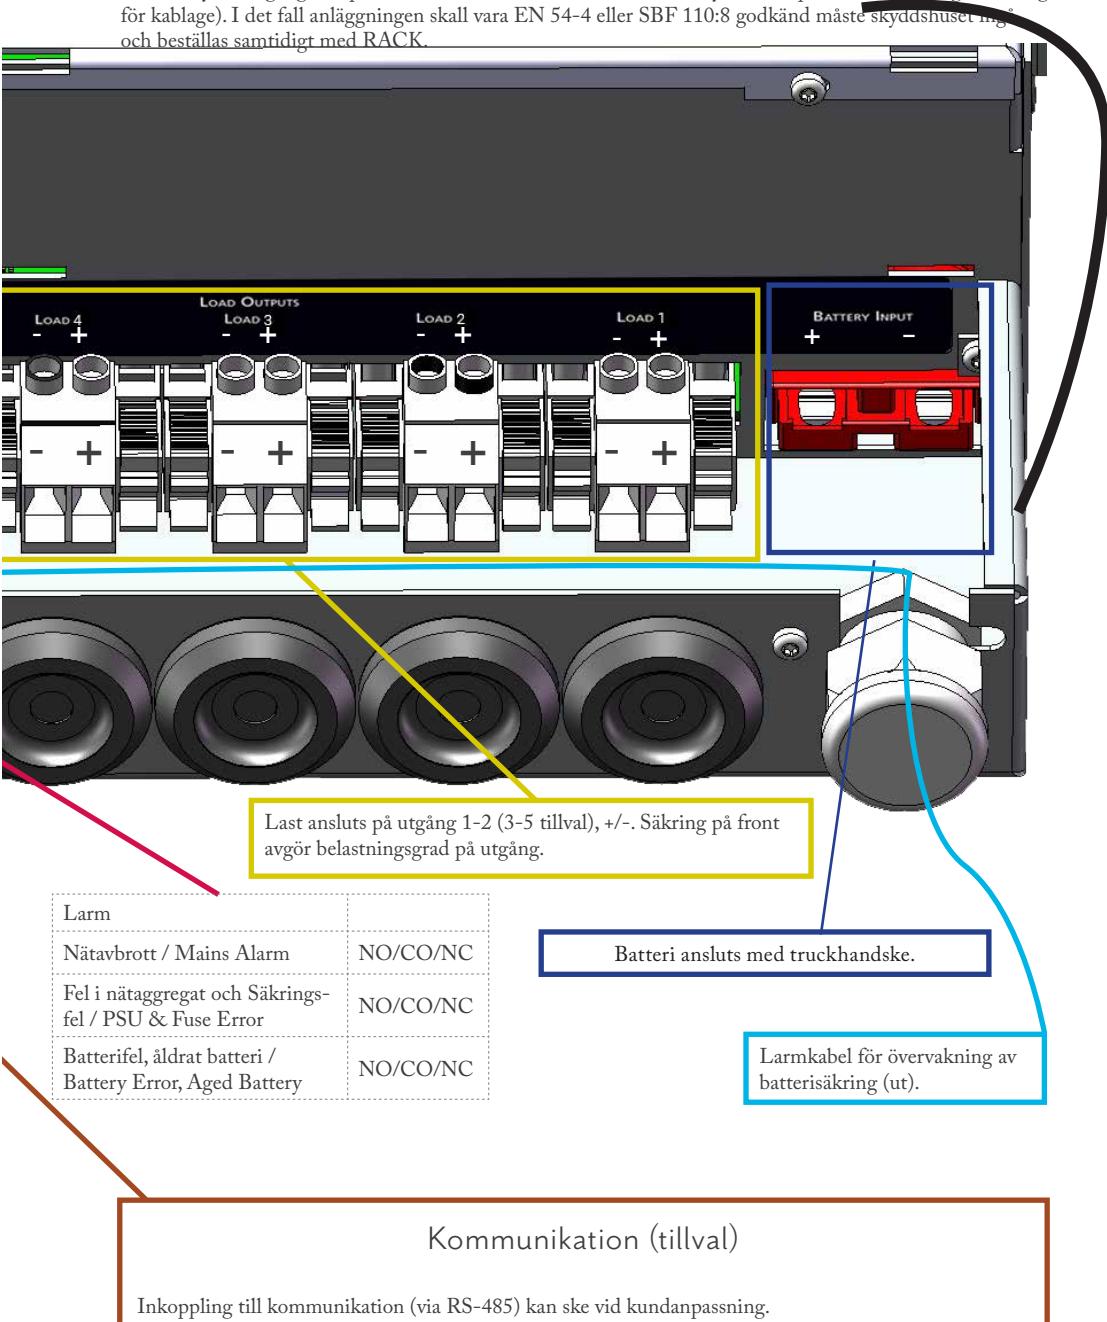 för kablage). I det fall anläggningen skall vara EN 54-4 eller SBF 110:8 godkänd måste skyddshuset ingå
och beställas samtidigt med RACK.
LOAD OUTPUTS
LOAD 4
LOAD 3
LOAD 2
LOAD 1
BATTERY INPUT
- +
- +
- +
- +
+ -
- +
- +
- +
- +
Last ansluts på utgång 1-2 (3-5 tillval), +/-. Säkring på front
avgör belastningsgrad på utgång.
Larm
Nätavbrott / Mains Alarm NO/CO/NC
Fel i nätaggregat och Säkrings-
fel / PSU & Fuse Error NO/CO/NC
Batterifel, åldrat batteri /
Battery Error, Aged Battery NO/CO/NC
Batteri ansluts med truckhandske.
Larmkabel för övervakning av
batterisäkring (ut).
Kommunikation (tillval)
Inkoppling till kommunikation (via RS-485) kan ske vid kundanpassning.